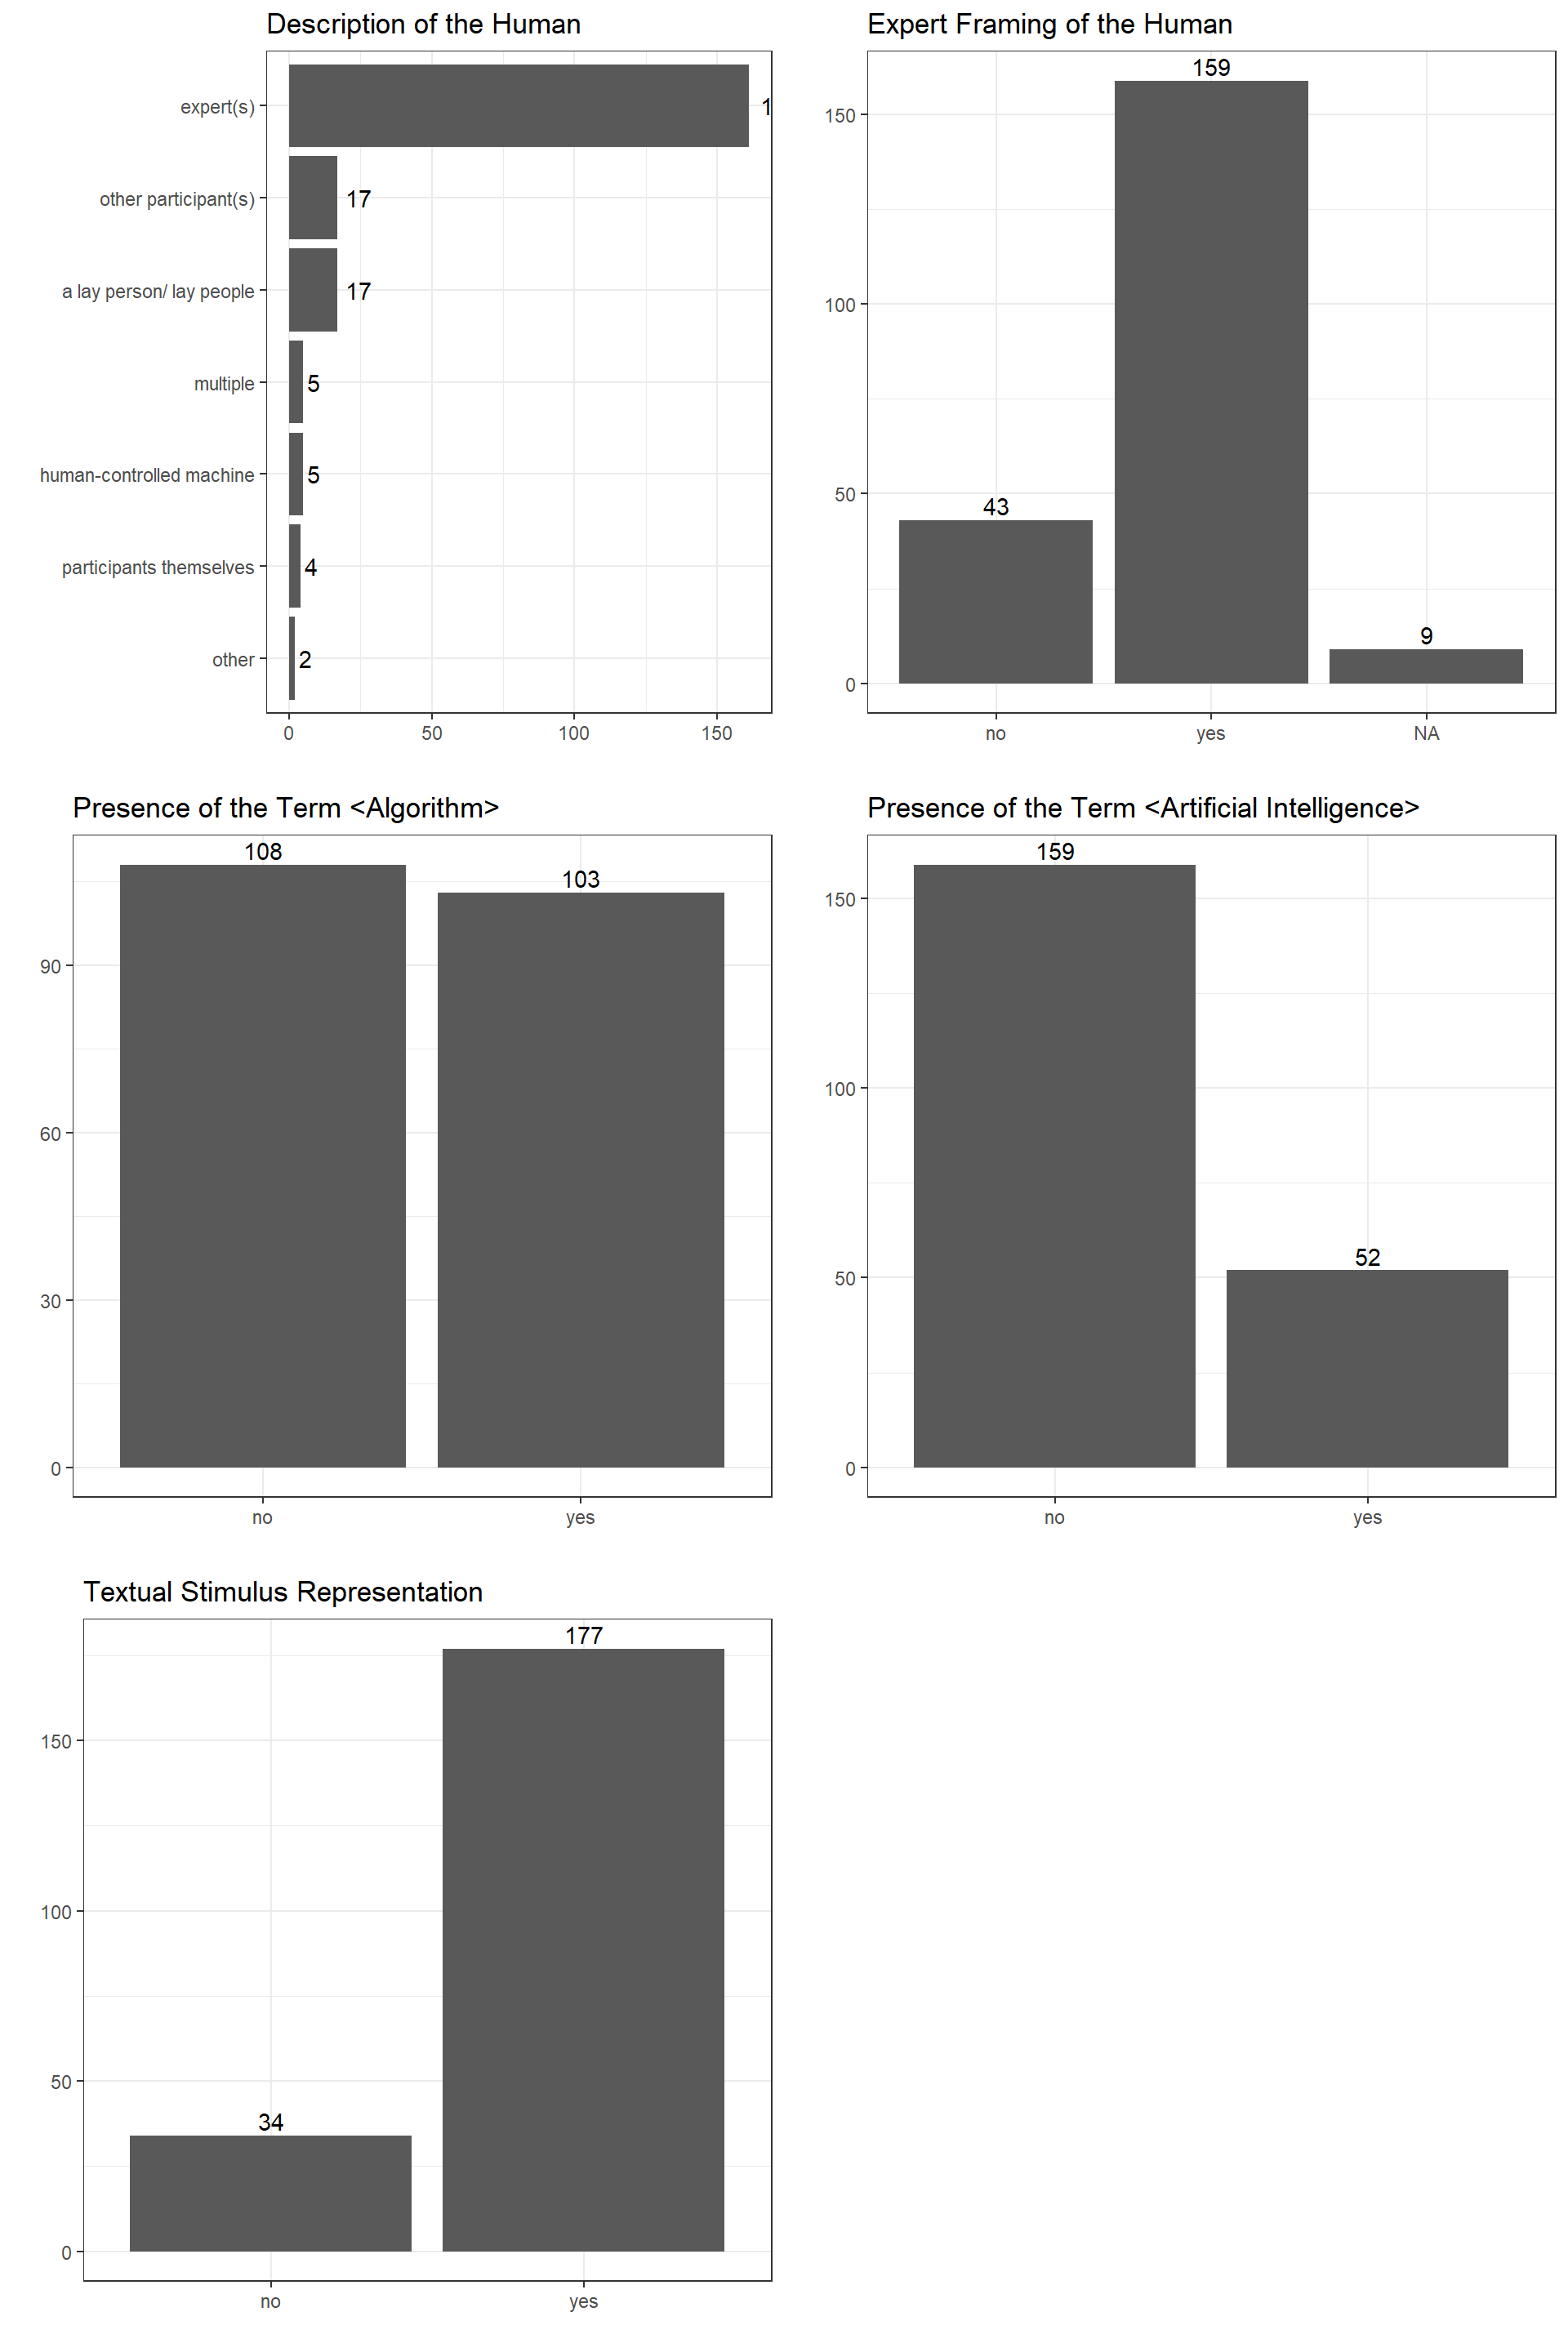 Description of the Human
expert(s)
1
other participant(s)
17
a lay person/ lay people
17
multiple
5
human-controlled machine
5
participants themselves
4
other
2
0 50 100 150
Expert Framing of the Human
159
150
100
50
43
9
0
no yes NA
Presence of the Term <Algorithm>
108
103
90
60
30
0
no yes
Presence of the Term <Artificial Intelligence>
159
150
100
52
50
0
no yes
Textual Stimulus Representation
177
150
100
50
34
0
no yes